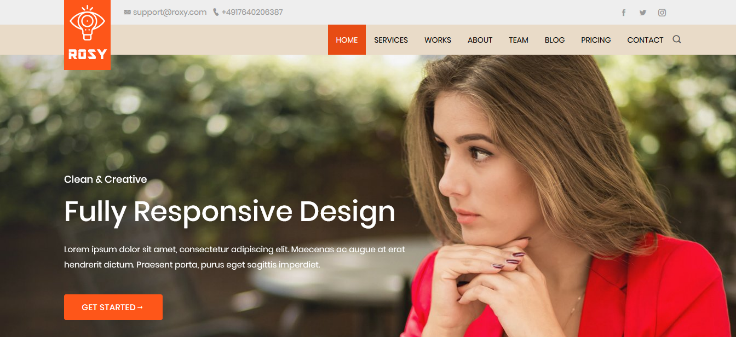 support@roxy.com +4917640206387
ROSY
HOME SERVICES WORKS ABOUT TEAM BLOG PRICING CONTACT
Clean & Creative
Fully Responsive Design
Lorem ipsum dolor sit amet, consectetur adipiscing elit. Maecenas ac augue at erat
hendrerit dictum. Praesent porta, purus eget sagittis imperdiet.
GET STARTED→